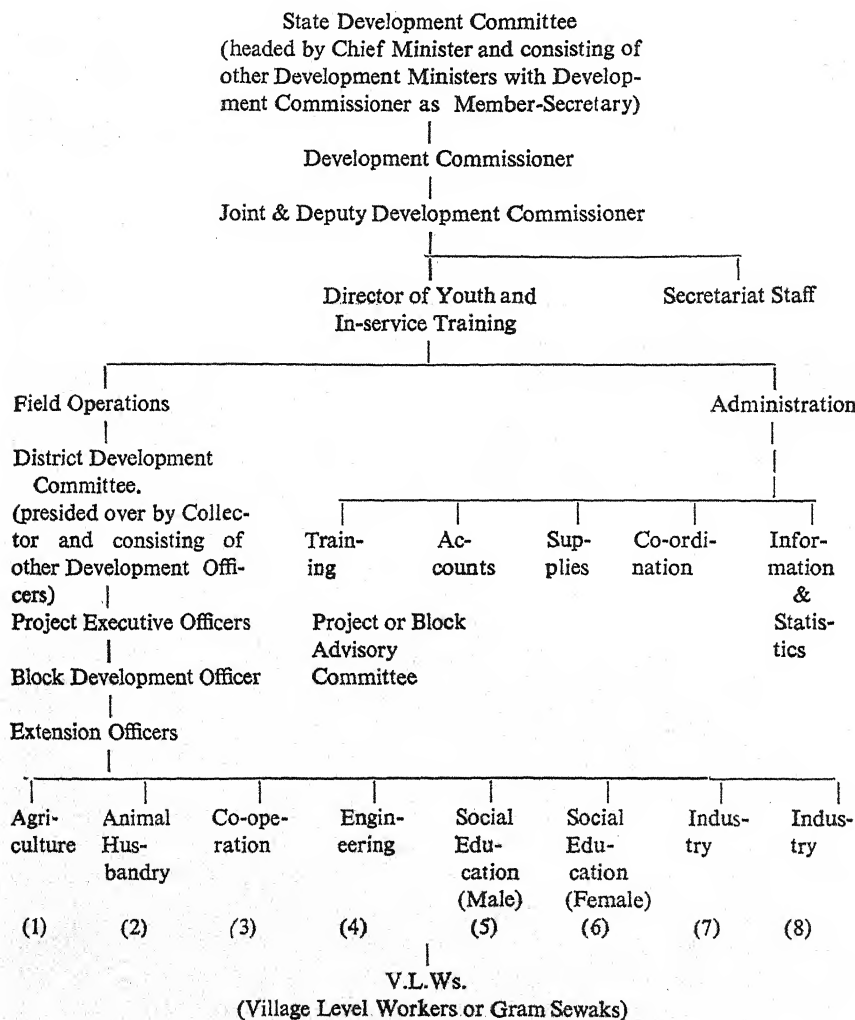 State Development Committee
(headed by Chief Minister and consisting of
other Development Ministers with Develop-
ment Commissioner as Member-Secretary)
Development Commissioner
Joint & Deputy Development Commissioner
Director of Youth and
In-service Training
Secretariat Staff
Field Operations
Administration
District Development
Committee.
(presided over by Collec-
tor and consisting of
other Development Offi-
cers)
Project Executive Officers
Block Development Officer
Extension Officers
Train-
ing
Ac-
counts
Sup-
plies
Co-ordi-
nation
Infor-
mation
&
Statis-
tics
Project or Block
Advisory
Committee
Agri-
culture
(1)
Animal
Hus-
bandry
(2)
Co-ope-
ration
(3)
Engin-
eering
(4)
Social
Edu-
cation
(Male)
(5)
Social
Edu-
cation
(Female)
(6)
Indus-
try
(7)
Indus-
try
(8)
V.L.Ws.
(Village Level Workers or Gram Sewaks)